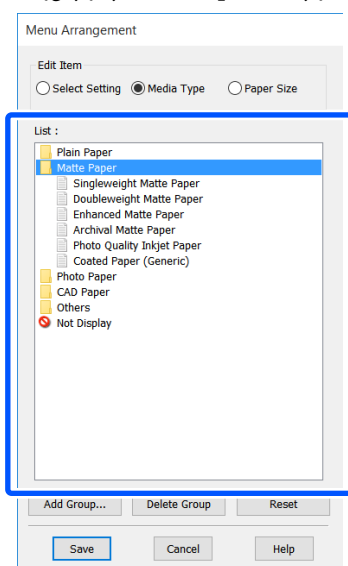 Menu Arrangement
Edit Item
Select Setting Media Type Paper Size
List :
Plain Paper
Matte Paper
Singleweight Matte Paper
Doubleweight Matte Paper
Enhanced Matte Paper
Archival Matte Paper
Photo Quality Inkjet Paper
Coated Paper (Generic)
Photo Paper
CAD Paper
Others
Not Display
Add Group... Delete Group Reset
Save Cancel Help